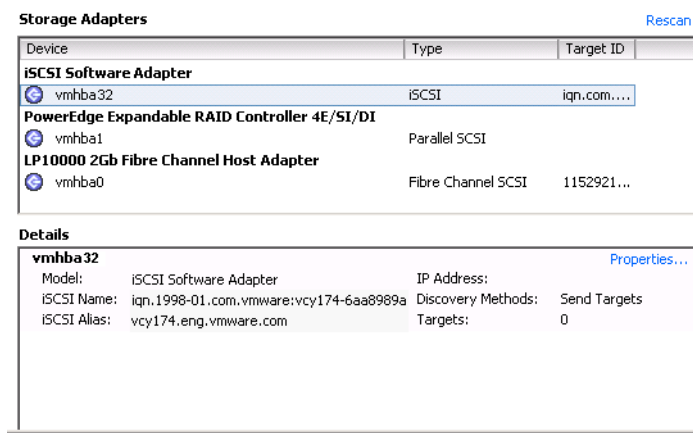 Storage Adapters Rescan
Device Type Target ID
iSCSI Software Adapter
vmhba32 iSCSI iqn.com....
PowerEdge Expandable RAID Controller 4E/SI/DI
vmhba1 Parallel SCSI
LP10000 2Gb Fibre Channel Host Adapter
vmhba0 Fibre Channel SCSI 1152921...
Details
vmhba32 Properties...
Model: iSCSI Software Adapter IP Address:
iSCSI Name: iqn.1998-01.com.vmware:vcy174-6aa8989a Discovery Methods: Send Targets
iSCSI Alias: vcy174.eng.vmware.com Targets: 0